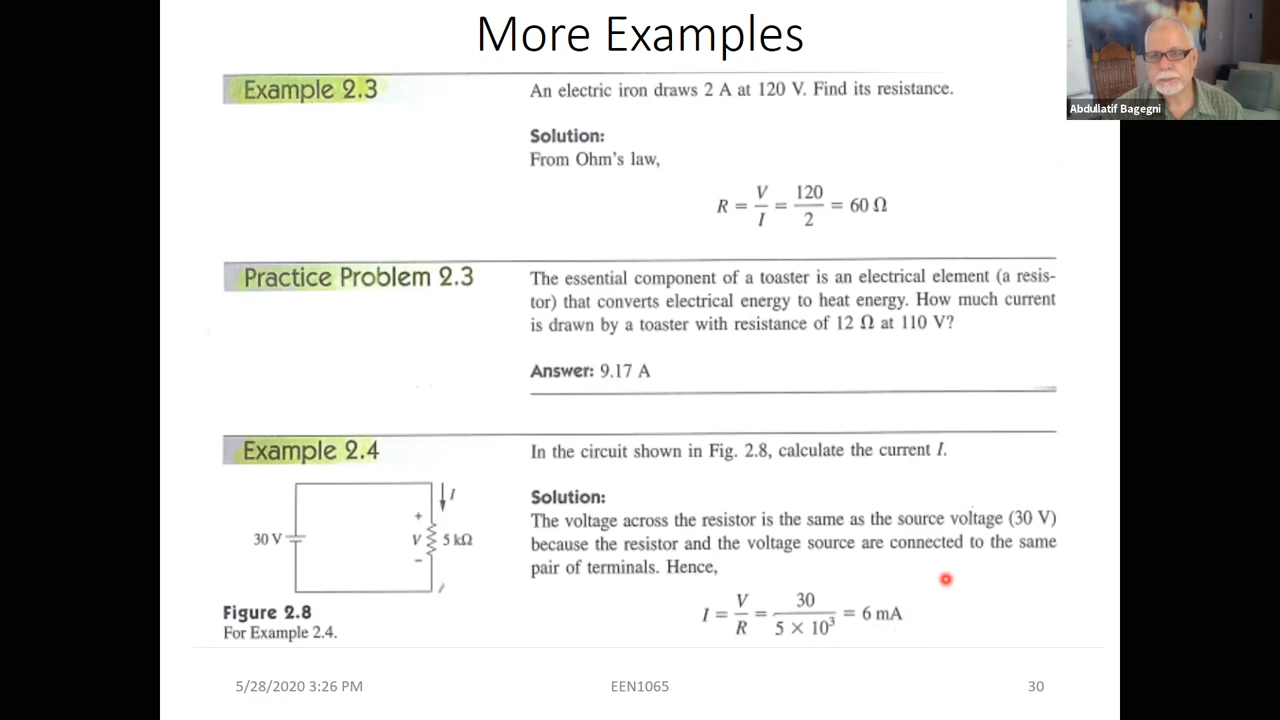 More Examples
Abdullatif Bagegni
Example 2.3
An electric iron draws 2 A at 120 V. Find its resistance.
Solution:
From Ohm's law,
R = V/I = 120/2 = 60 Ω
Practice Problem 2.3
The essential component of a toaster is an electrical element (a resis-
tor) that converts electrical energy to heat energy. How much current
is drawn by a toaster with resistance of 12 Ω at 110 V?
Answer: 9.17 A
Example 2.4
In the circuit shown in Fig. 2.8, calculate the current I.
I
+
30 V
V
5 kΩ
−
Figure 2.8
For Example 2.4.
Solution:
The voltage across the resistor is the same as the source voltage (30 V)
because the resistor and the voltage source are connected to the same
pair of terminals. Hence,
I = V/R = 30/5 × 10³ = 6 mA
5/28/2020 3:26 PM
EEN1065
30